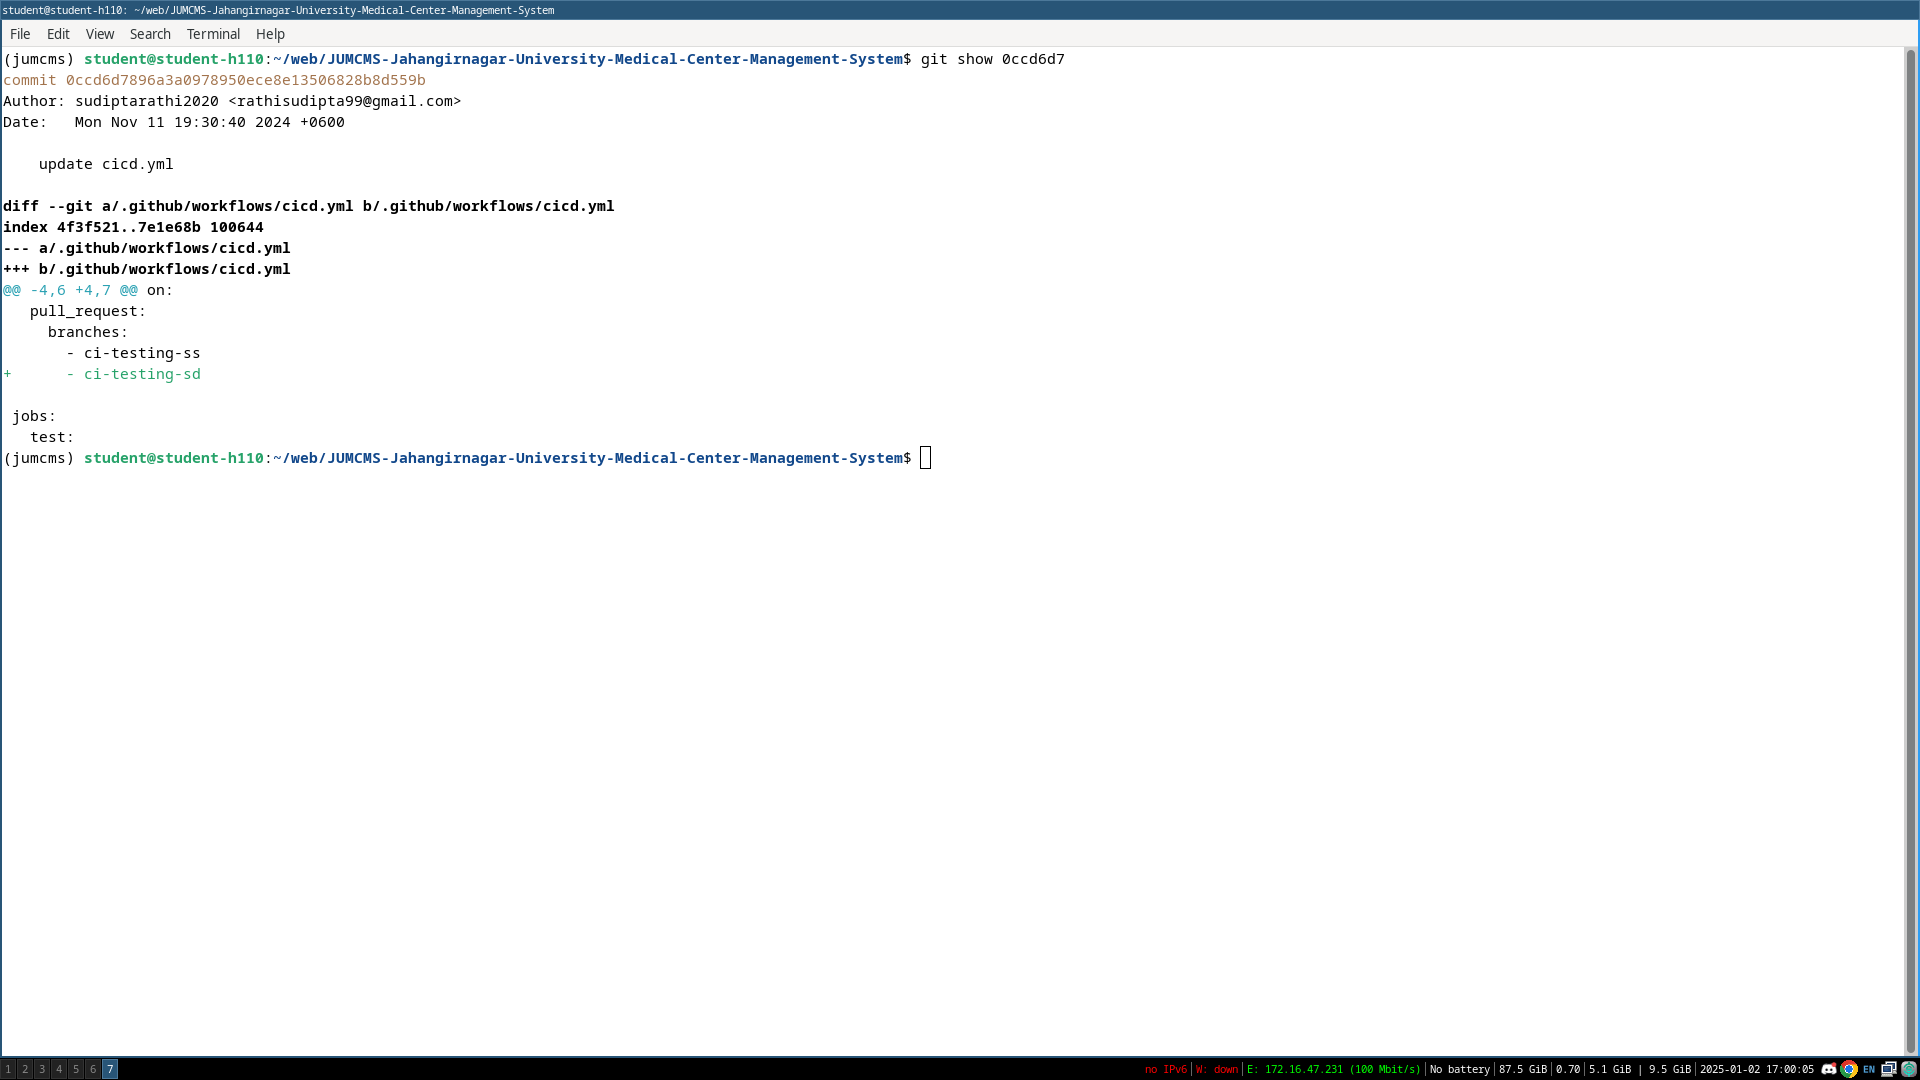 student@student-h110: ~/web/JUMCMS-Jahangirnagar-University-Medical-Center-Management-System
File Edit View Search Terminal Help
(jumcms) student@student-h110:~/web/JUMCMS-Jahangirnagar-University-Medical-Center-Management-System$ git show 0ccd6d7
commit 0ccd6d7896a3a0978950ece8e13506828b8d559b
Author: sudiptarathi2020 <rathisudipta99@gmail.com>
Date:   Mon Nov 11 19:30:40 2024 +0600
    update cicd.yml
diff --git a/.github/workflows/cicd.yml b/.github/workflows/cicd.yml
index 4f3f521..7e1e68b 100644
--- a/.github/workflows/cicd.yml
+++ b/.github/workflows/cicd.yml
@@ -4,6 +4,7 @@ on:
   pull_request:
     branches:
       - ci-testing-ss
+      - ci-testing-sd
 jobs:
   test:
(jumcms) student@student-h110:~/web/JUMCMS-Jahangirnagar-University-Medical-Center-Management-System$
1 2 3 4 5 6 7 no IPv6 | W: down | E: 172.16.47.231 (100 Mbit/s) | No battery | 87.5 GiB | 0.70 | 5.1 GiB | 9.5 GiB | 2025-01-02 17:00:05 EN